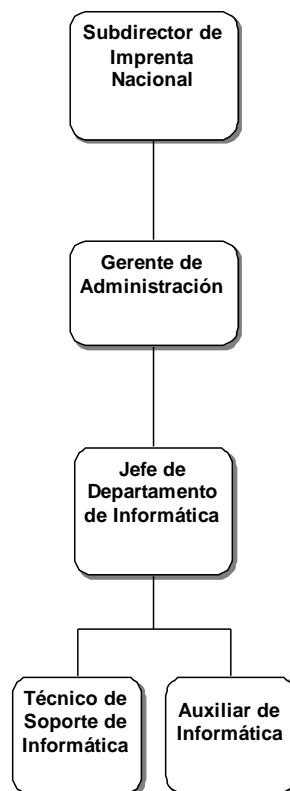 Subdirector de
Imprenta
Nacional
Gerente de
Administración
Jefe de
Departamento
de Informática
Técnico de
Soporte de
Informática
Auxiliar de
Informática